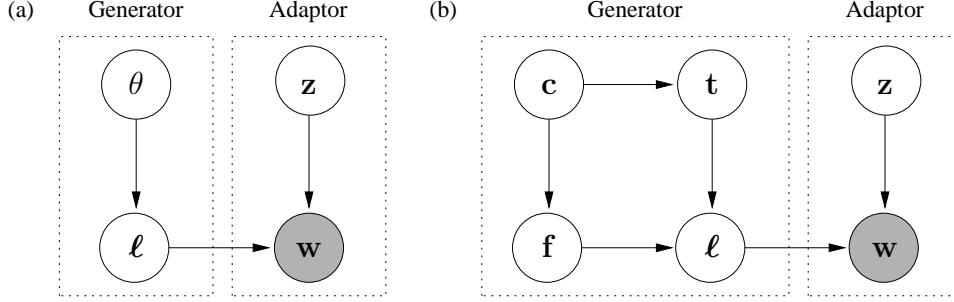 (a) Generator Adaptor (b) Generator Adaptor
θ z c t z
ℓ w f ℓ w